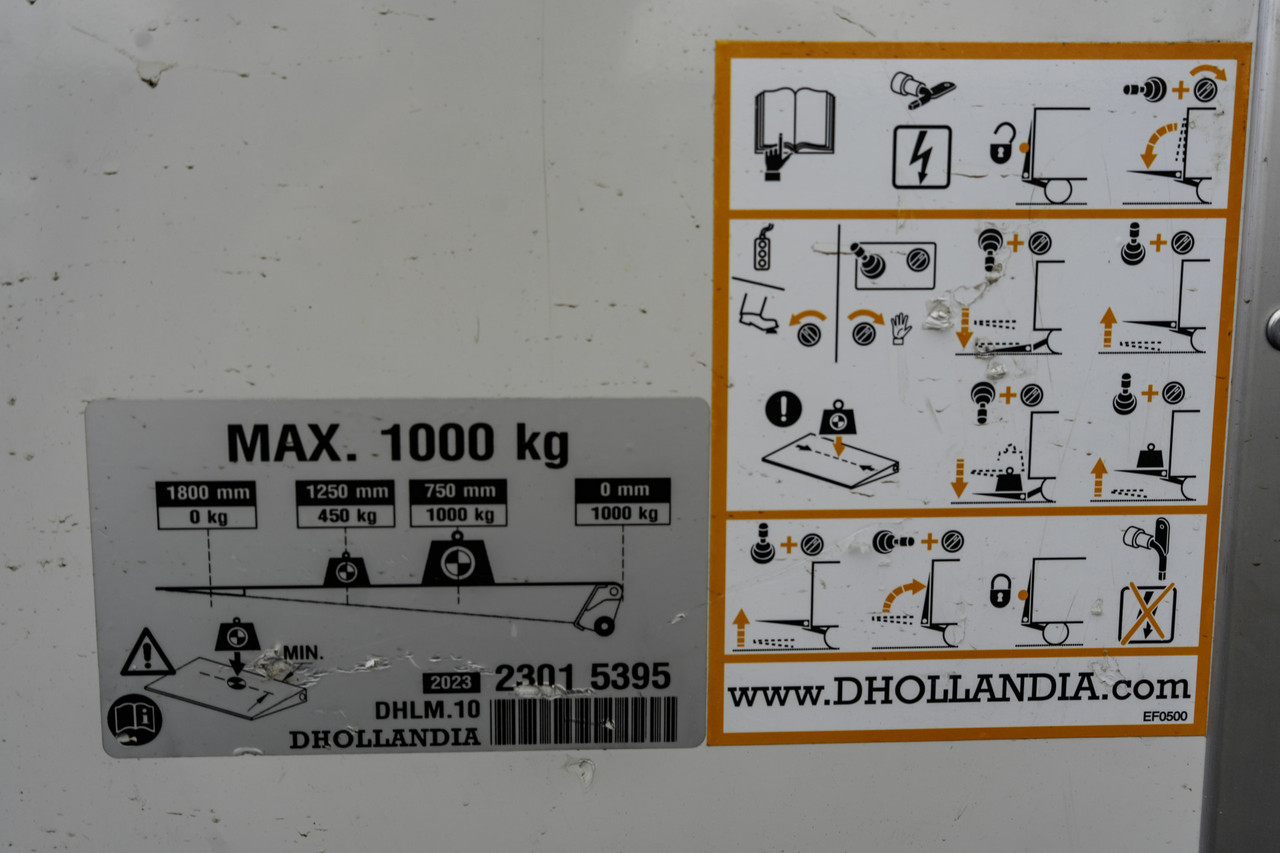 MAX. 1000 kg
1800 mm 1250 mm 750 mm 0 mm
0 kg 450 kg 1000 kg 1000 kg
MIN.
2023 2301 5395
DHLM.10
DHOLLANDIA
www.DHOLLANDIA.com
EF0500